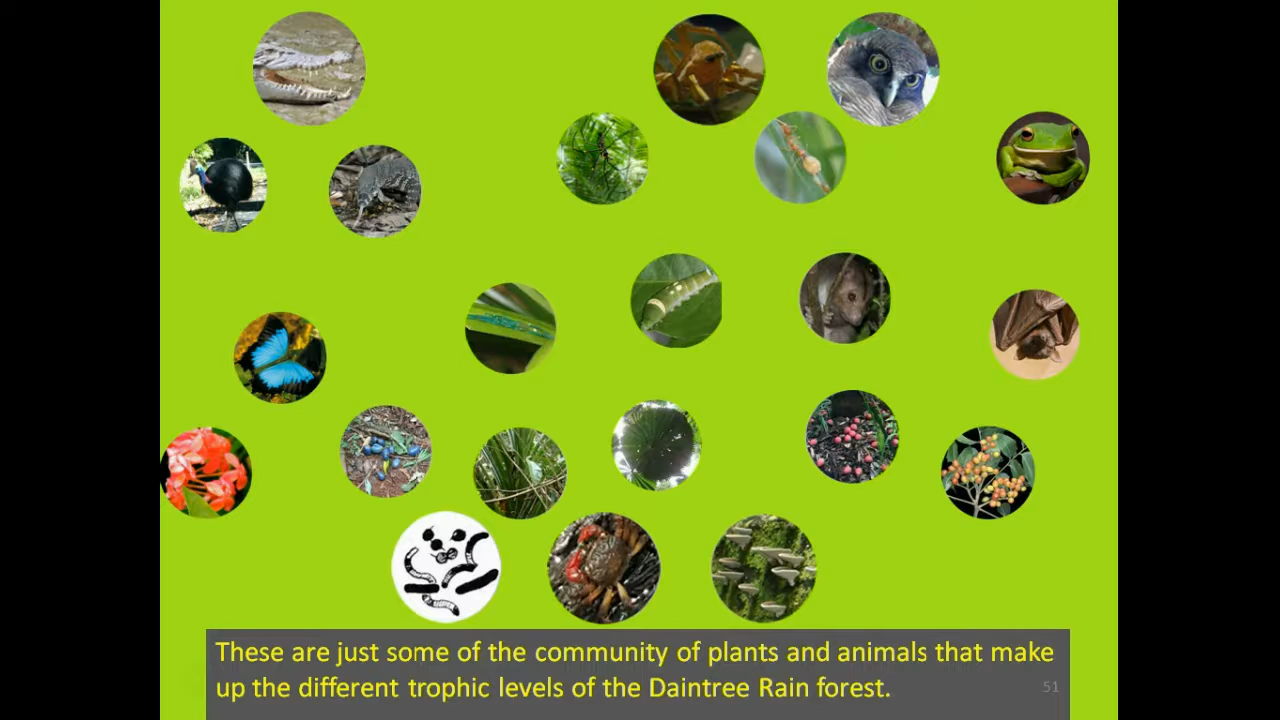 These are just some of the community of plants and animals that make
up the different trophic levels of the Daintree Rain forest.
51